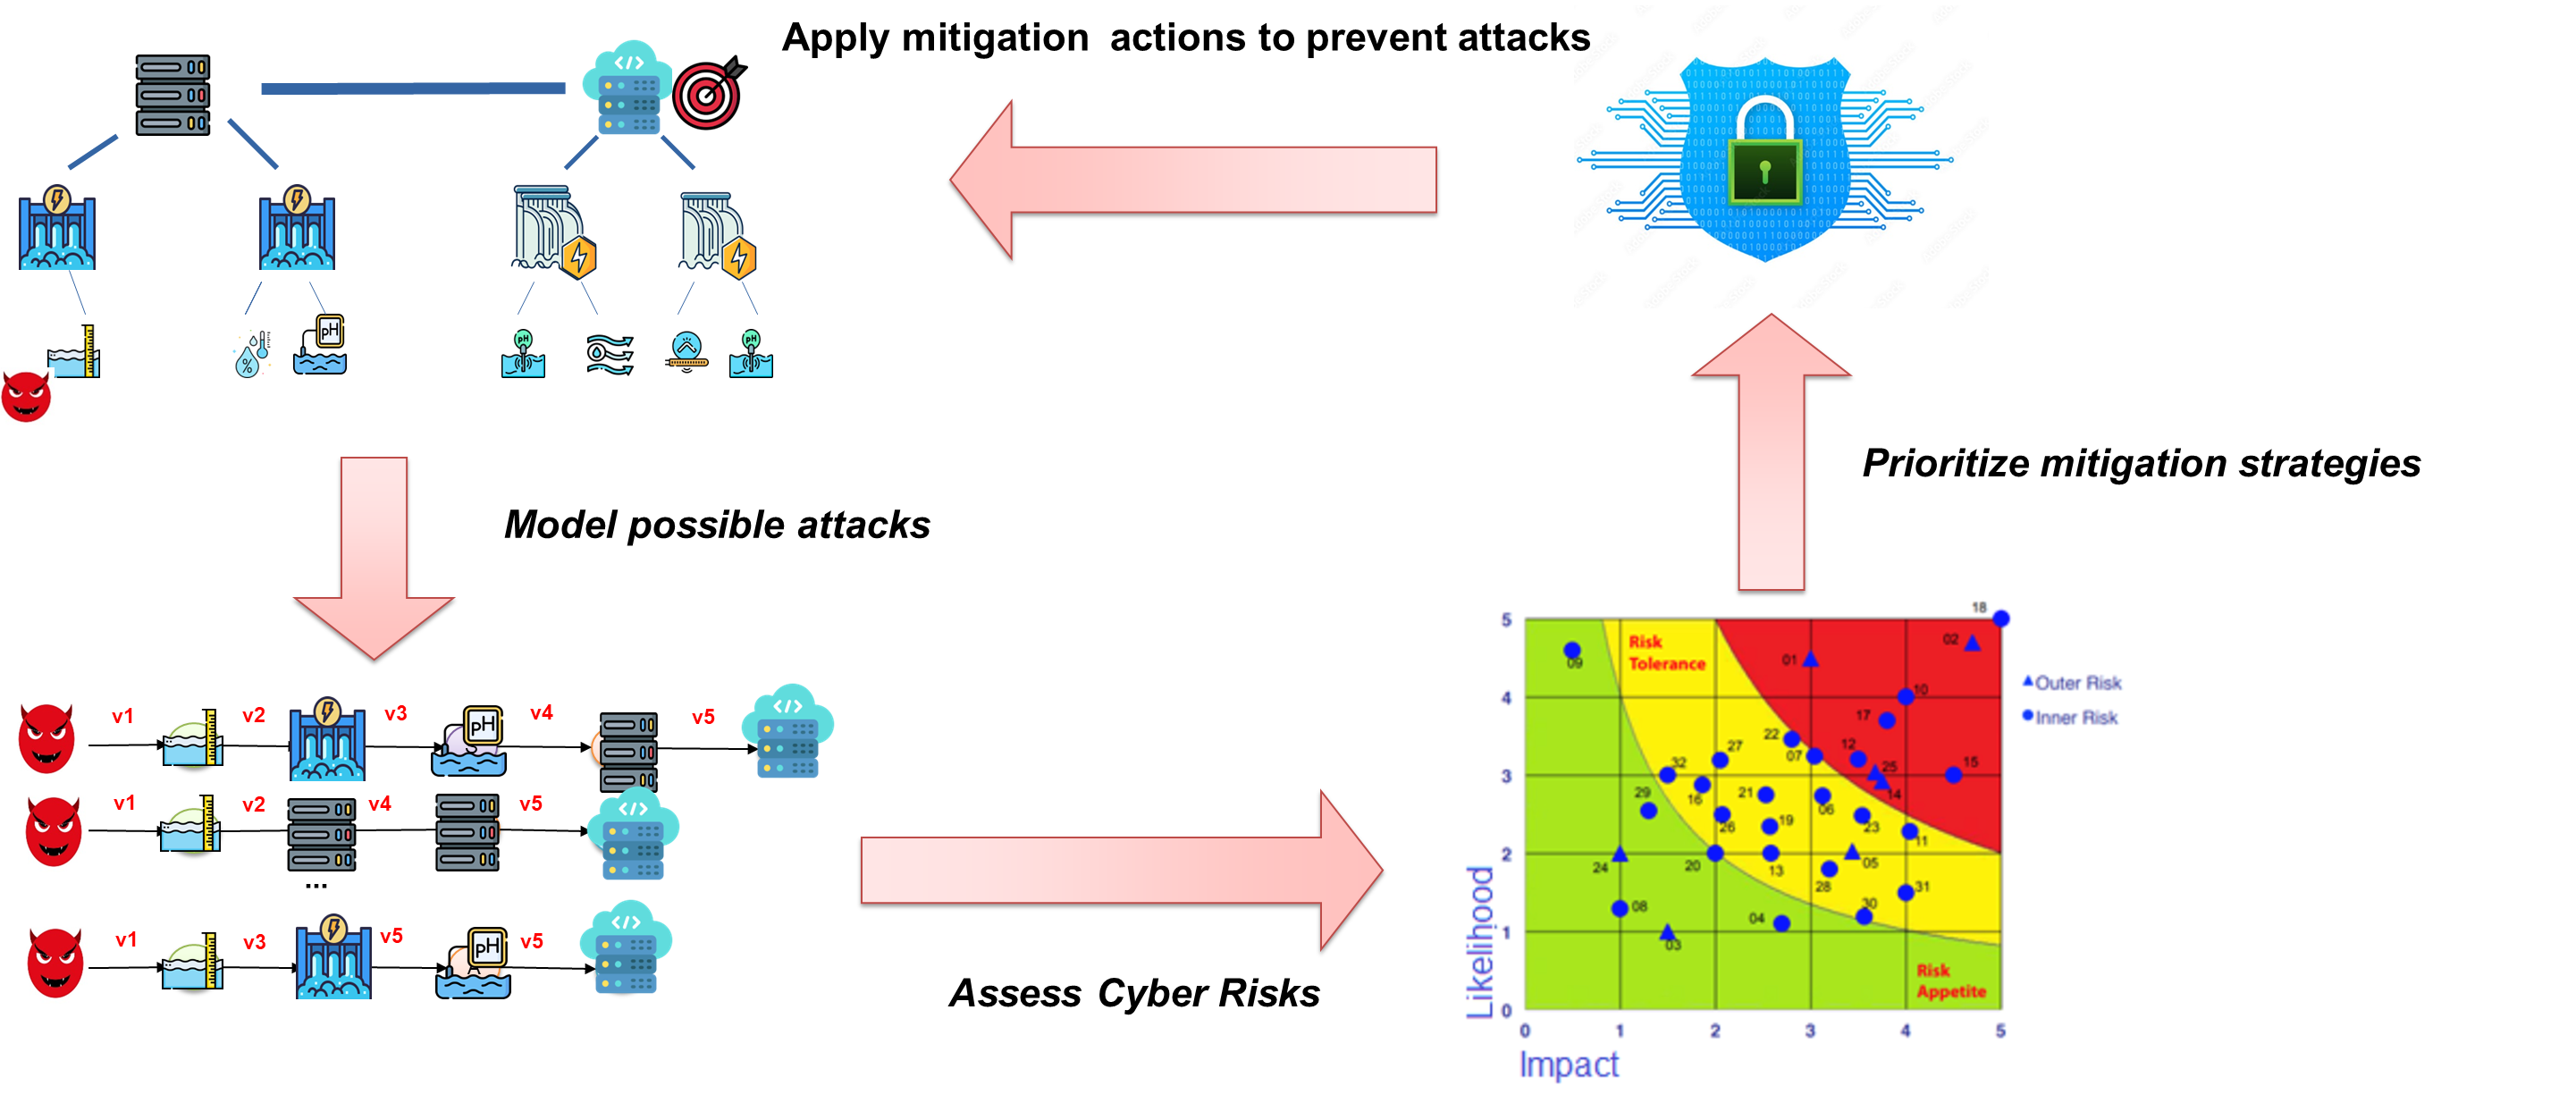 Apply mitigation actions to prevent attacks
</>
pH
pH
pH
%
Model possible attacks
Prioritize mitigation strategies
v1 v2 v3 v4 v5
pH
</>
v1 v2 v4 v5
</>
...
v1 v3 v5 v5
pH
</>
Assess Cyber Risks
Likelihood
5
4
3
2
1
0
0 1 2 3 4 5
Impact
Risk
Tolerance
Risk
Appetite
Outer Risk
Inner Risk
18
02
01
09
10
17
22
12
27
07
25
15
32
14
29
16
21
06
26
19
23
11
24
20
13
05
28
31
08
04
30
03